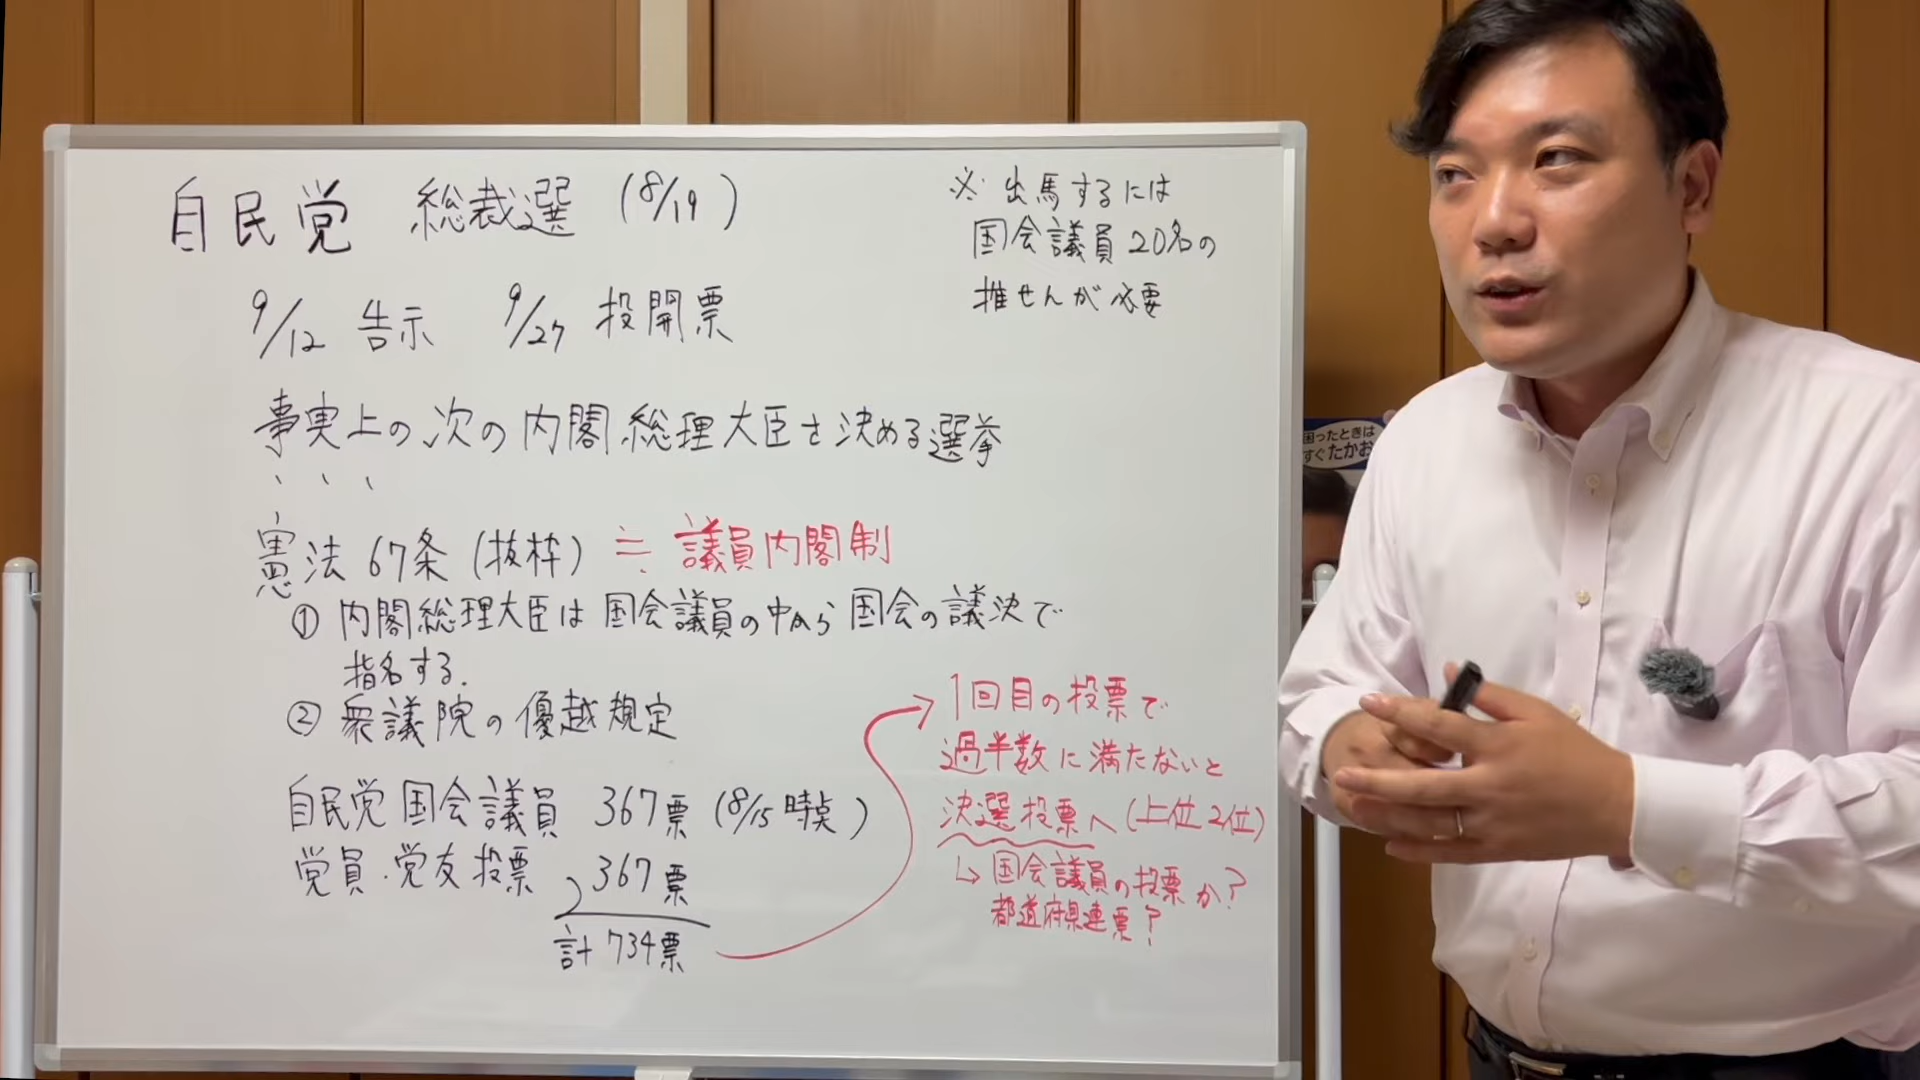 自民党 総裁選 (8/19)
9/12 告示 9/27 投開票
事実上の次の内閣総理大臣を決める選挙
憲法67条(抜粋) ≒ 議員内閣制
① 内閣総理大臣は国会議員の中から国会の議決で
指名する.
② 衆議院の優越規定
自民党国会議員 367票 (8/15時点)
党員・党友投票 367票
計734票
※ 出馬するには
国会議員20名の
推せんが必要
1回目の投票で
過半数に満たないと
決選投票へ(上位2位)
↳ 国会議員の投票か?
都道府県連票?
困ったときは
すぐたかお